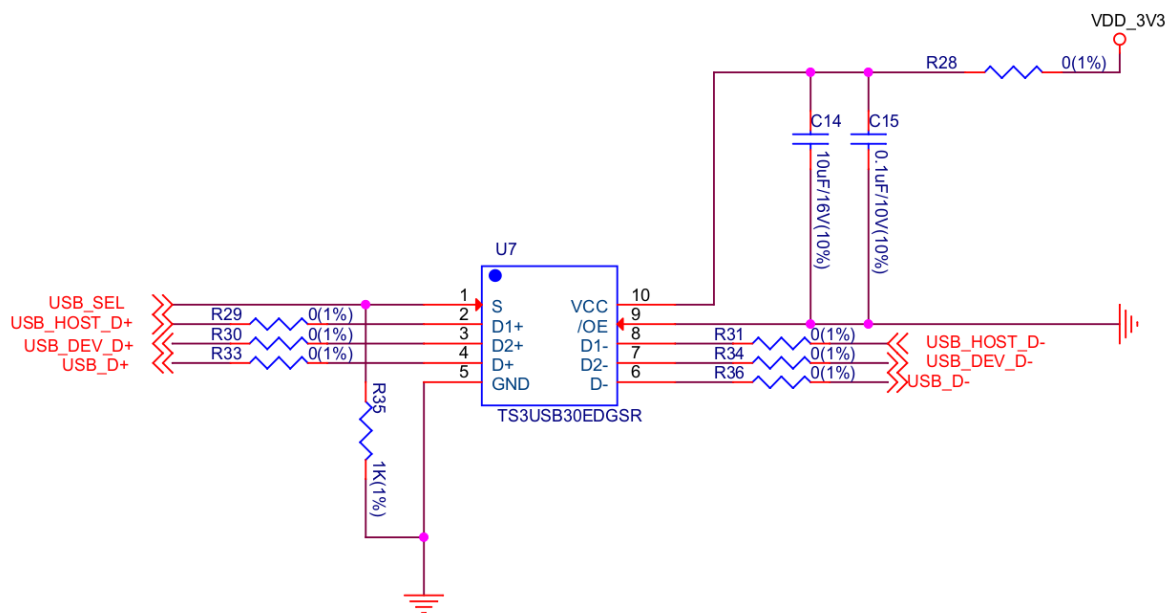 VDD_3V3
R28 0(1%)
C14 C15
10uF/16V(10%)
0.1uF/10V(10%)
U7
USB_SEL 1 S VCC 10
USB_HOST_D+ R29 0(1%) 2 D1+ /OE 9
USB_DEV_D+ R30 0(1%) 3 D2+ D1- 8 R31 0(1%) USB_HOST_D-
USB_D+ R33 0(1%) 4 D+ D2- 7 R34 0(1%) USB_DEV_D-
5 GND D- 6 R36 0(1%) USB_D-
TS3USB30EDGSR
R35
1K(1%)